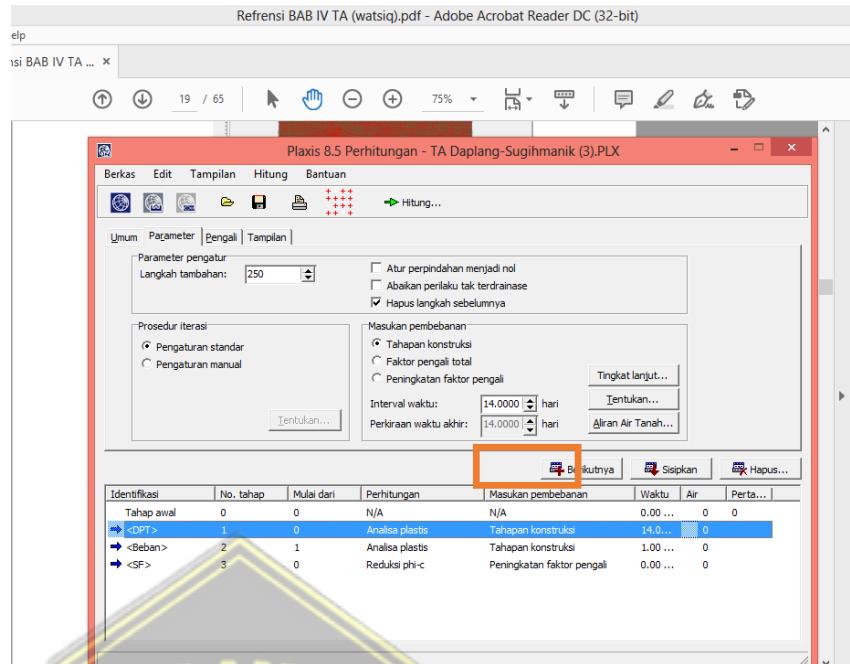 Refrensi BAB IV TA (watsiq).pdf - Adobe Acrobat Reader DC (32-bit)
elp
nsi BAB IV TA ... ×
19 / 65 75%
Plaxis 8.5 Perhitungan - TA Daplang-Sugihmanik (3).PLX
Berkas Edit Tampilan Hitung Bantuan
Hitung...
Umum Parameter Pengali Tampilan
Parameter pengatur
Langkah tambahan: 250
Atur perpindahan menjadi nol
Abaikan perilaku tak terdrainase
Hapus langkah sebelumnya
Prosedur iterasi
Pengaturan standar
Pengaturan manual
Tentukan...
Masukan pembebanan
Tahapan konstruksi
Faktor pengali total
Peningkatan faktor pengali
Interval waktu: 14.0000 hari
Perkiraan waktu akhir: 14.0000 hari
Tingkat lanjut...
Tentukan...
Aliran Air Tanah...
Berikutnya Sisipkan Hapus...
Identifikasi No. tahap Mulai dari Perhitungan Masukan pembebanan Waktu Air Perta...
Tahap awal 0 0 N/A N/A 0.00 ... 0 0
<DPT> 1 0 Analisa plastis Tahapan konstruksi 14.0... 0
<Beban> 2 1 Analisa plastis Tahapan konstruksi 1.00 ... 0
<SF> 3 0 Reduksi phi-c Peningkatan faktor pengali 0.00 ... 0